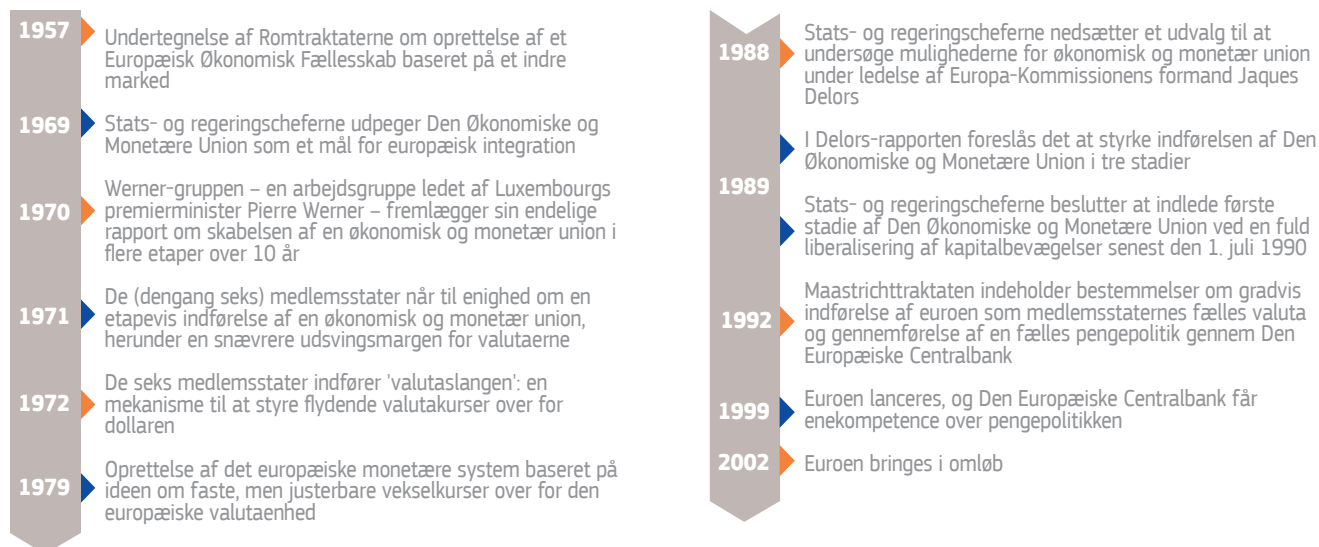 1957
Undertegnelse af Romtraktaterne om oprettelse af et
Europæisk Økonomisk Fællesskab baseret på et indre
marked
1969
Stats- og regeringscheferne udpeger Den Økonomiske og
Monetære Union som et mål for europæisk integration
1970
Werner-gruppen – en arbejdsgruppe ledet af Luxembourgs
premierminister Pierre Werner – fremlægger sin endelige
rapport om skabelsen af en økonomisk og monetær union i
flere etaper over 10 år
1971
De (dengang seks) medlemsstater når til enighed om en
etapevis indførelse af en økonomisk og monetær union,
herunder en snævrere udsvingsmargen for valutaerne
1972
De seks medlemsstater indfører 'valutaslangen': en
mekanisme til at styre flydende valutakurser over for
dollaren
1979
Oprettelse af det europæiske monetære system baseret på
ideen om faste, men justerbare vekselkurser over for den
europæiske valutaenhed
1988
Stats- og regeringscheferne nedsætter et udvalg til at
undersøge mulighederne for økonomisk og monetær union
under ledelse af Europa-Kommissionens formand Jaques
Delors
1989
I Delors-rapporten foreslås det at styrke indførelsen af Den
Økonomiske og Monetære Union i tre stadier
Stats- og regeringscheferne beslutter at indlede første
stadie af Den Økonomiske og Monetære Union ved en fuld
liberalisering af kapitalbevægelser senest den 1. juli 1990
1992
Maastrichttraktaten indeholder bestemmelser om gradvis
indførelse af euroen som medlemsstaternes fælles valuta
og gennemførelse af en fælles pengepolitik gennem Den
Europæiske Centralbank
1999
Euroen lanceres, og Den Europæiske Centralbank får
enekompetence over pengepolitikken
2002
Euroen bringes i omløb